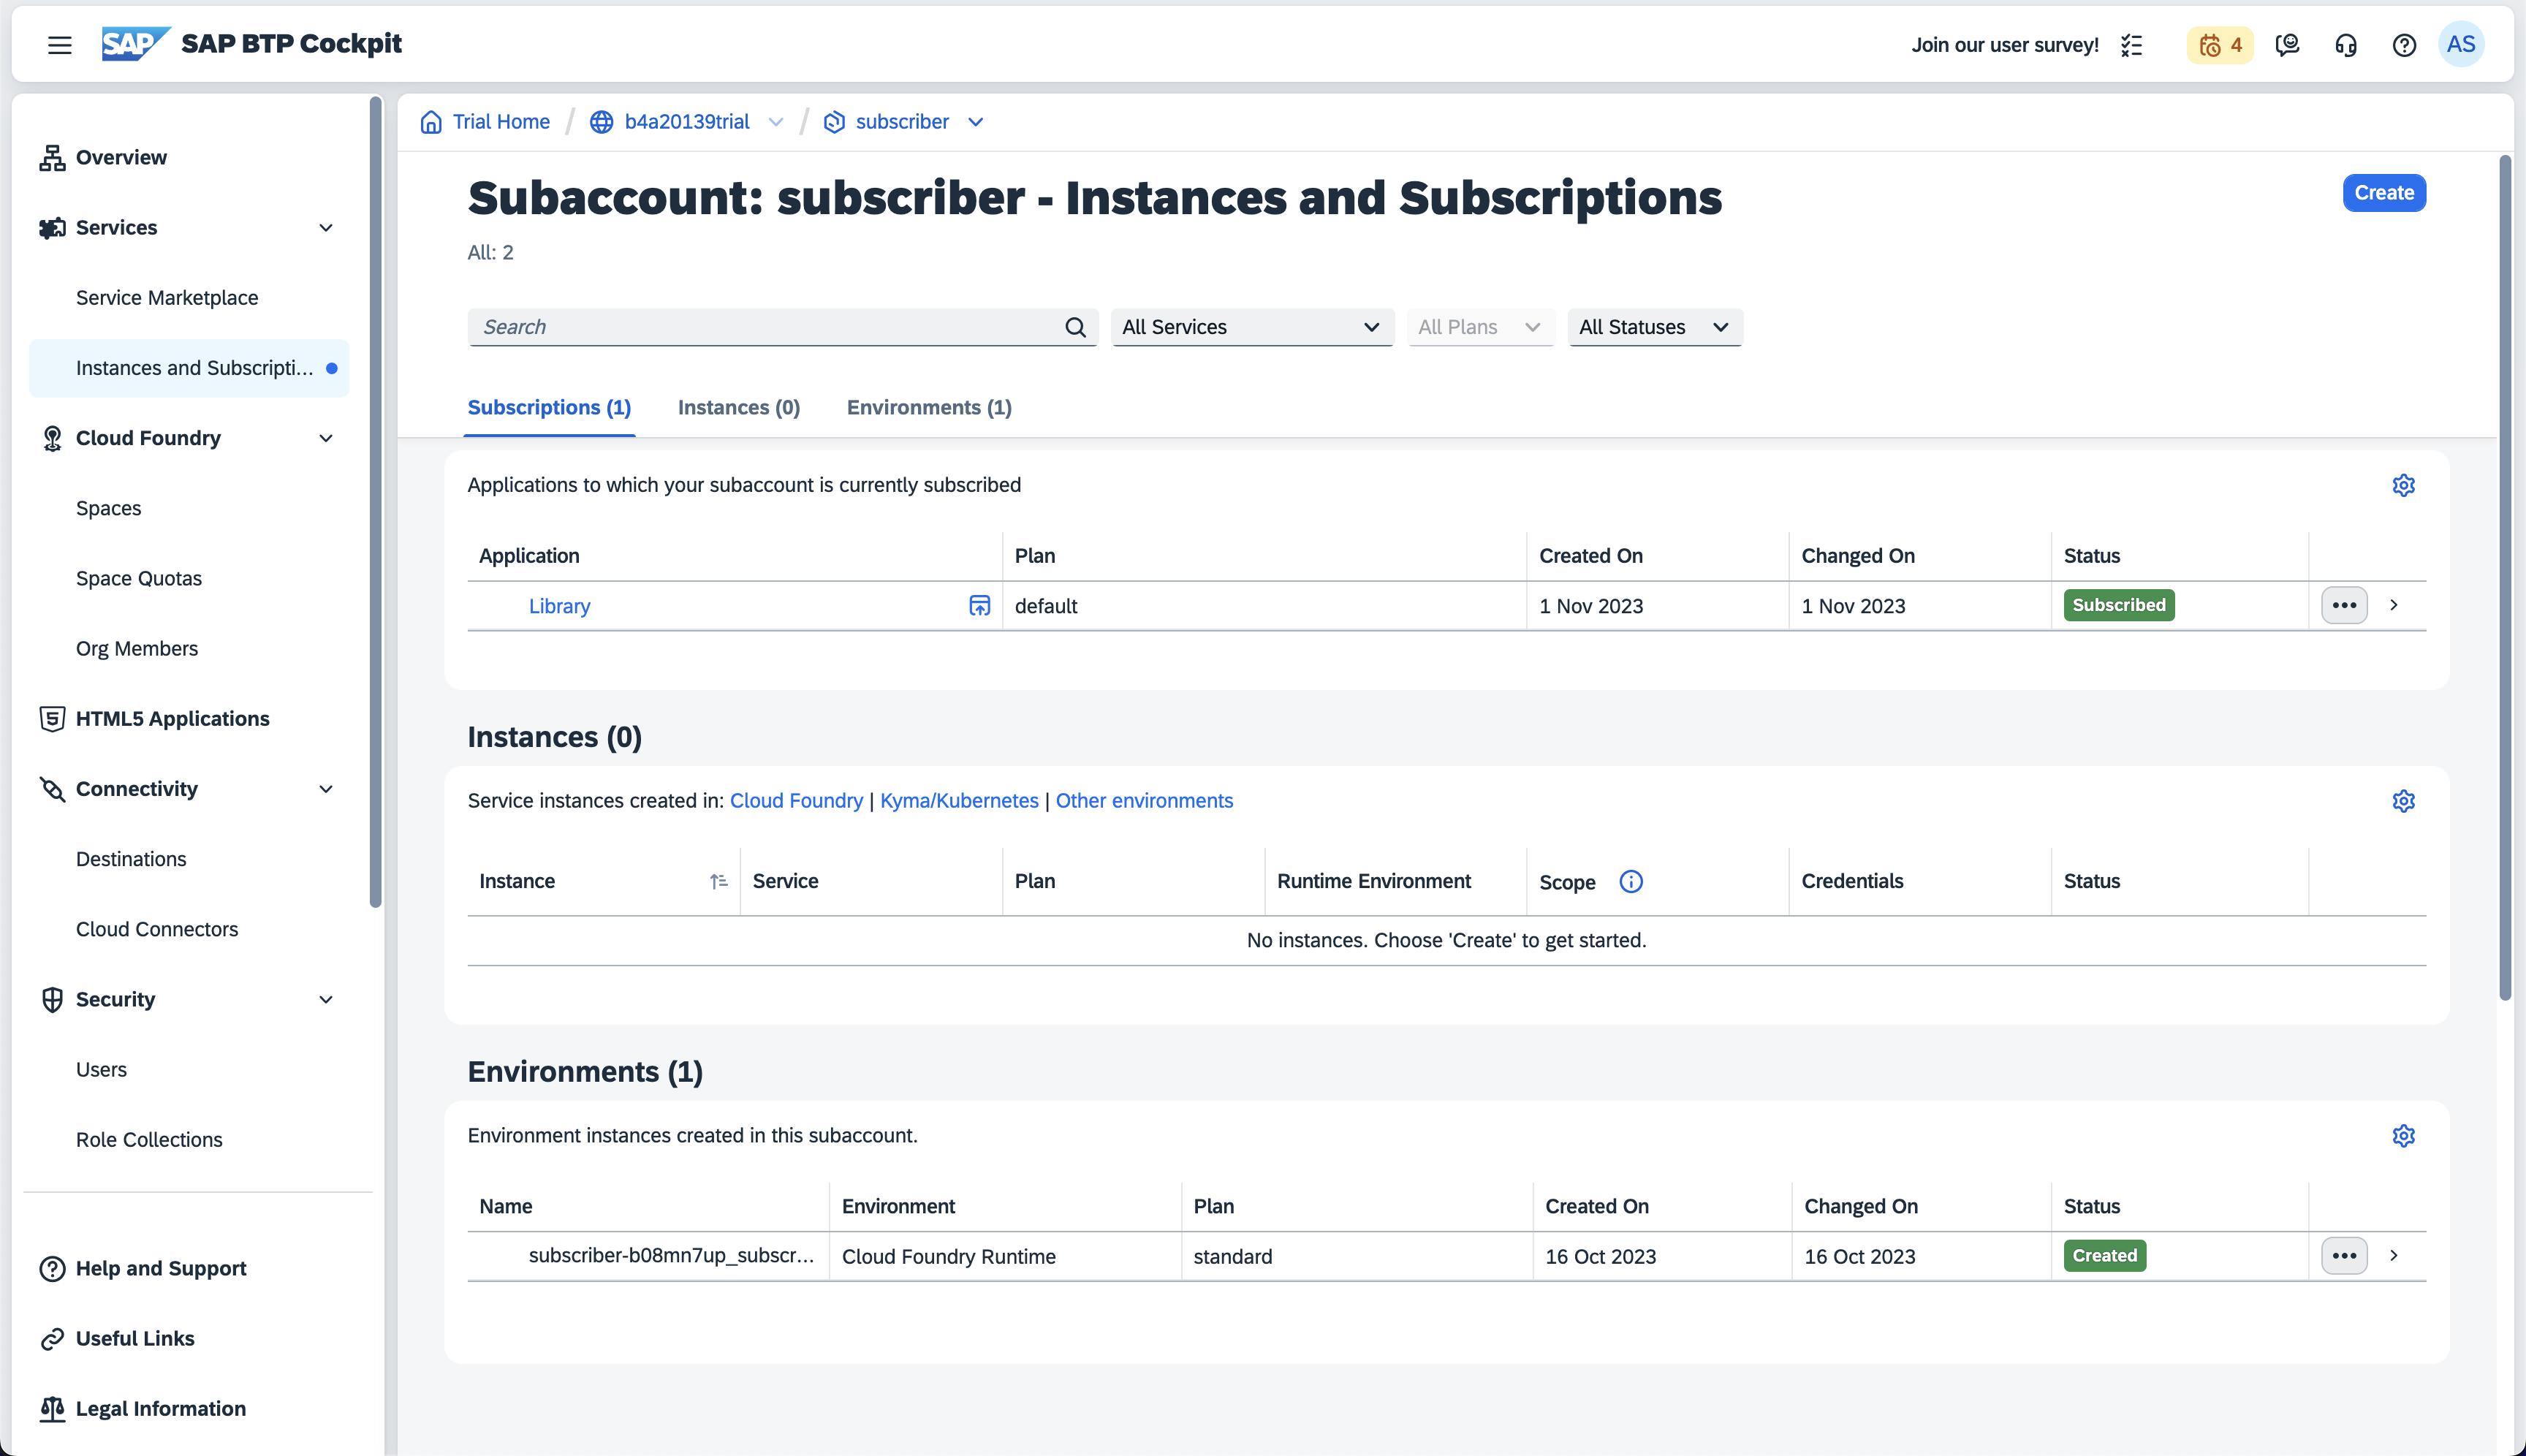 SAP SAP BTP Cockpit
Join our user survey!
4
AS
Overview
Services
Service Marketplace
Instances and Subscripti...
Cloud Foundry
Spaces
Space Quotas
Org Members
HTML5 Applications
Connectivity
Destinations
Cloud Connectors
Security
Users
Role Collections
Help and Support
Useful Links
Legal Information
Trial Home / b4a20139trial / subscriber
Subaccount: subscriber - Instances and Subscriptions
Create
All: 2
Search
All Services
All Plans
All Statuses
Subscriptions (1) Instances (0) Environments (1)
Applications to which your subaccount is currently subscribed
Application Plan Created On Changed On Status
Library default 1 Nov 2023 1 Nov 2023 Subscribed
Instances (0)
Service instances created in: Cloud Foundry | Kyma/Kubernetes | Other environments
Instance Service Plan Runtime Environment Scope Credentials Status
No instances. Choose 'Create' to get started.
Environments (1)
Environment instances created in this subaccount.
Name Environment Plan Created On Changed On Status
subscriber-b08mn7up_subscr... Cloud Foundry Runtime standard 16 Oct 2023 16 Oct 2023 Created